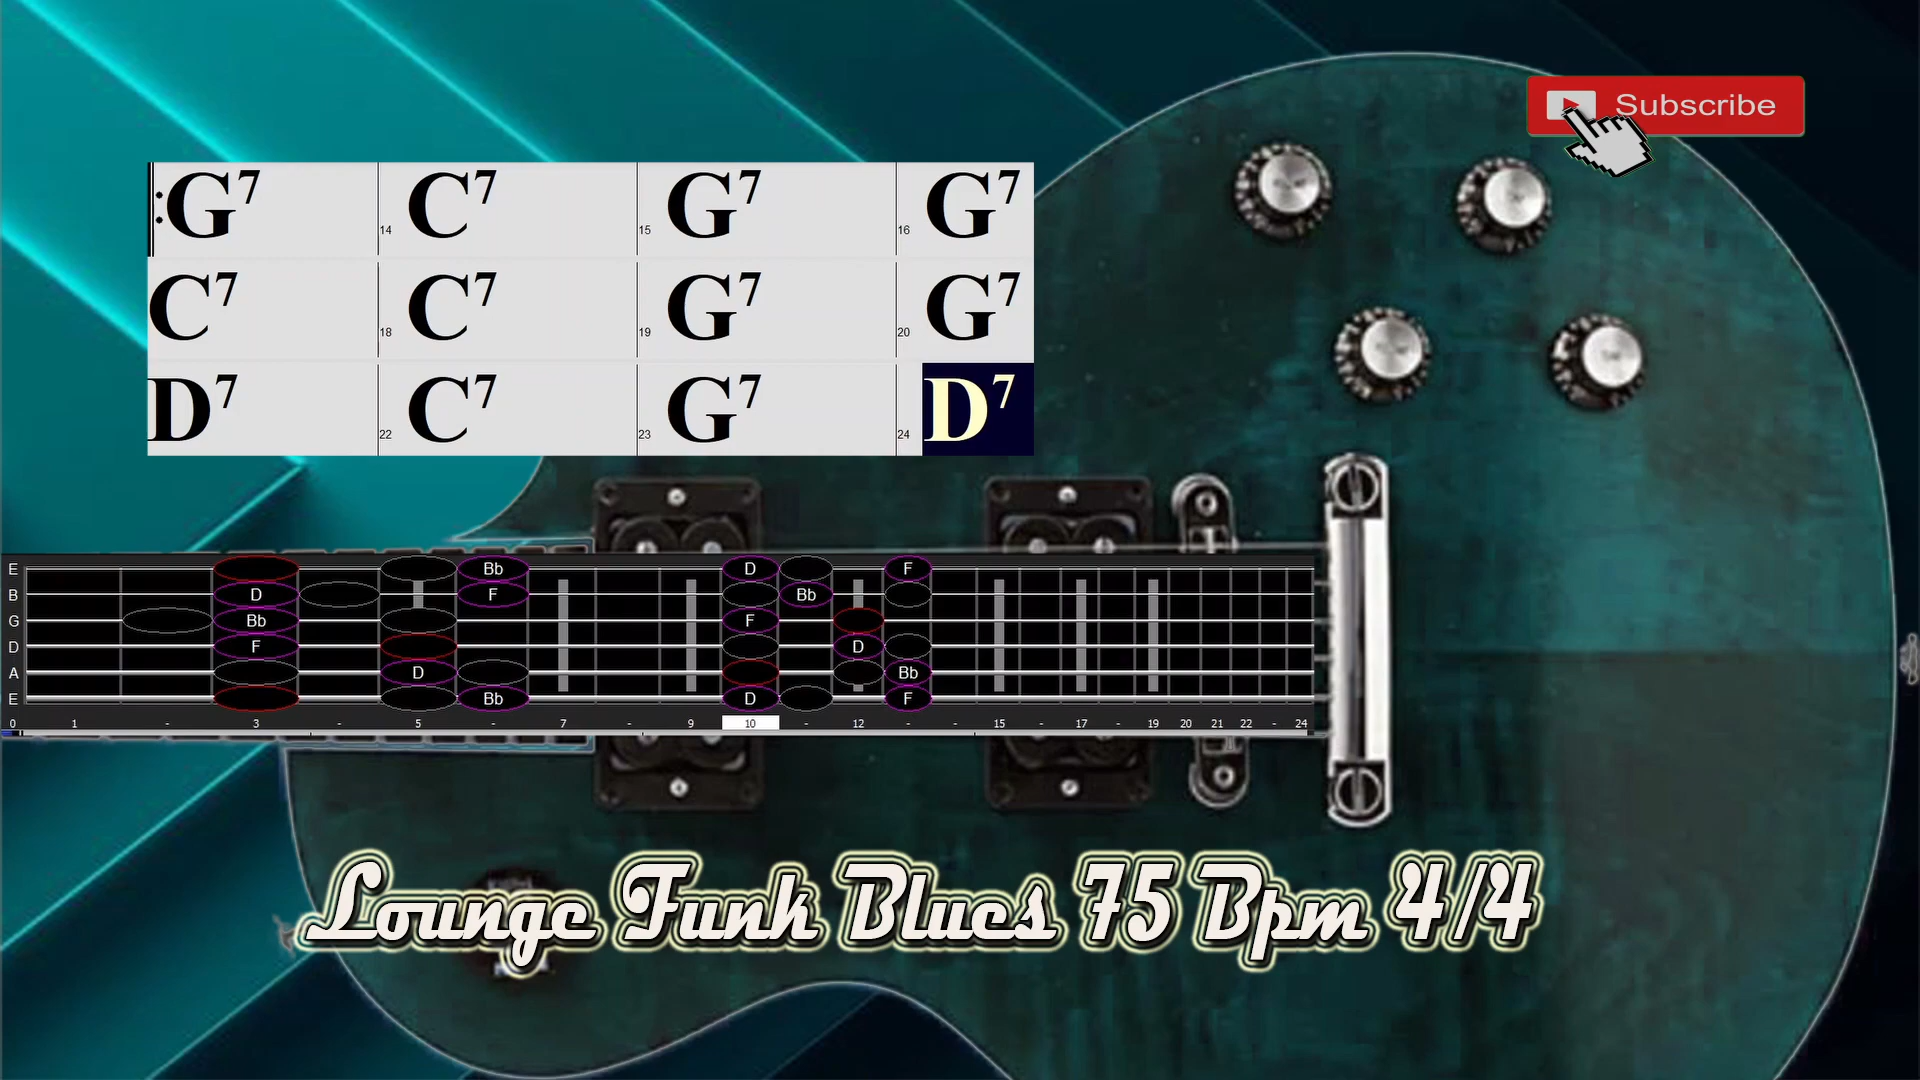 Subscribe
G7 14 C7 15 G7 16 G7
C7 18 C7 19 G7 20 G7
D7 22 C7 23 G7 24 D7
E Bb D F
B D F Bb
G Bb F
D F D
A D Bb
E Bb D F
0 1 - 3 - 5 - 7 - 9 10 - 12 - - 15 - 17 - 19 20 21 22 - 24
Lounge Funk Blues 75 Bpm 4/4